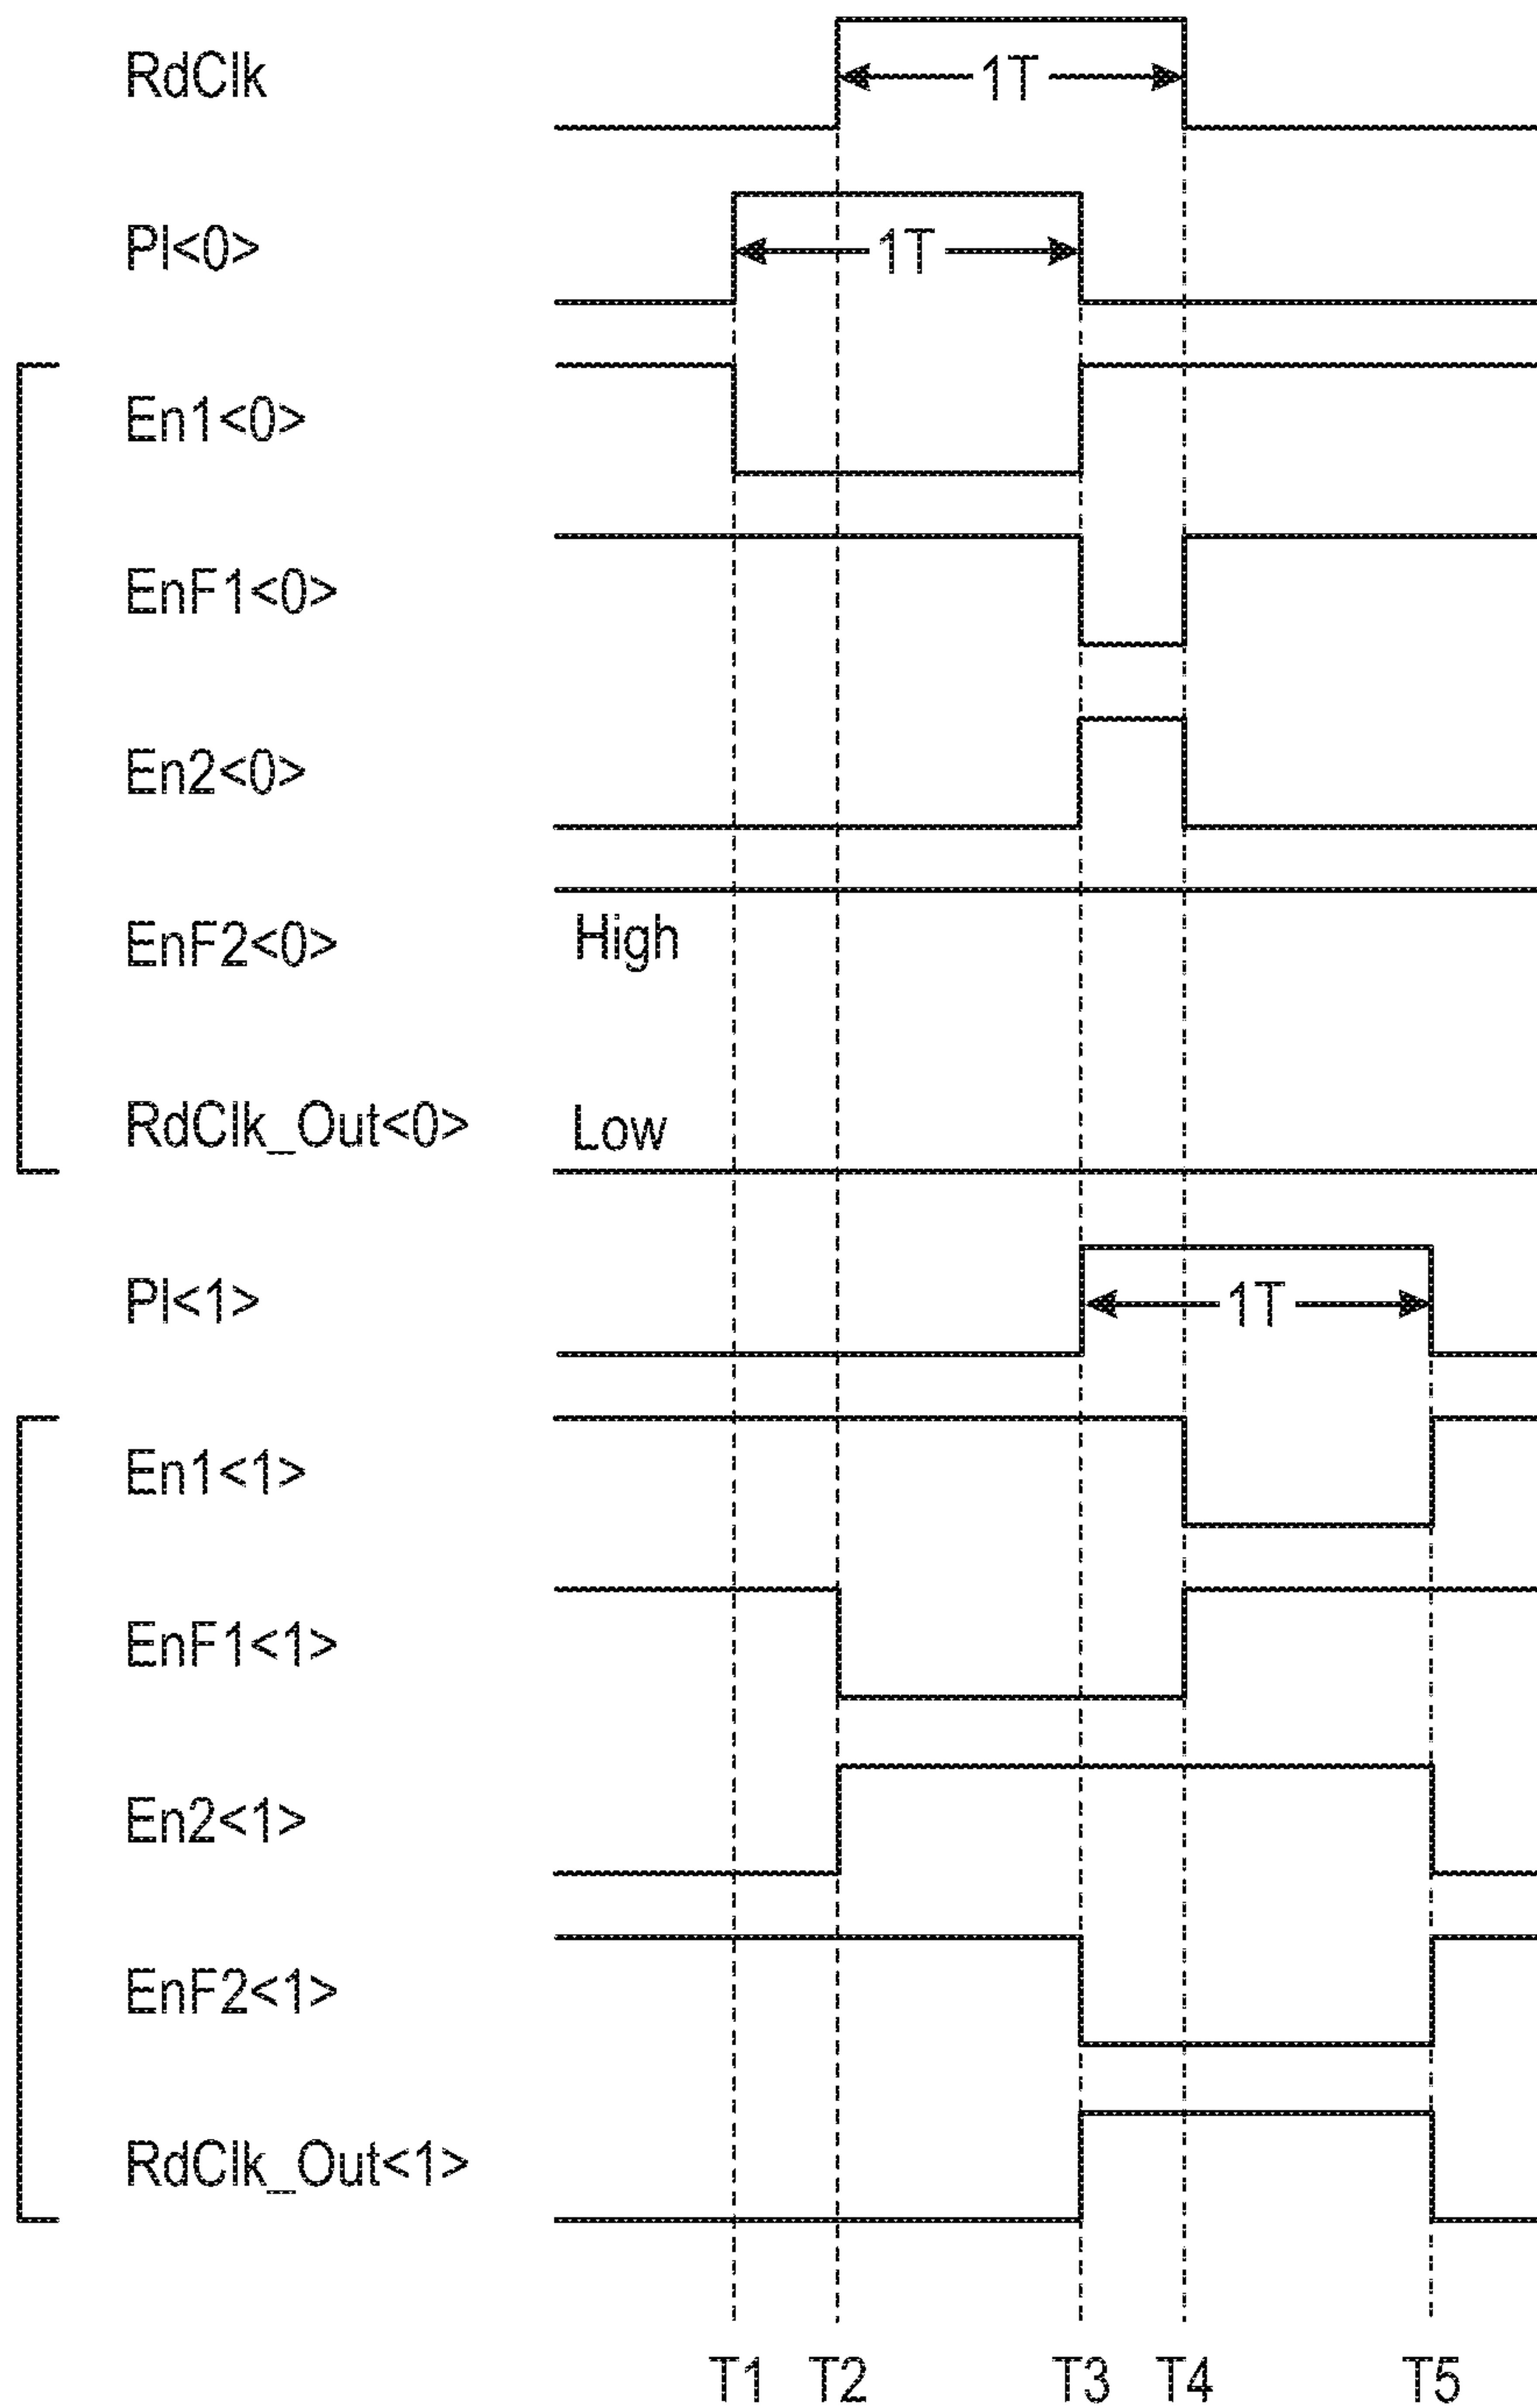 RdClk
1T
PI<0>
1T
En1<0>
EnF1<0>
En2<0>
EnF2<0>
High
RdClk_Out<0>
Low
PI<1>
1T
En1<1>
EnF1<1>
En2<1>
EnF2<1>
RdClk_Out<1>
T1 T2 T3 T4 T5